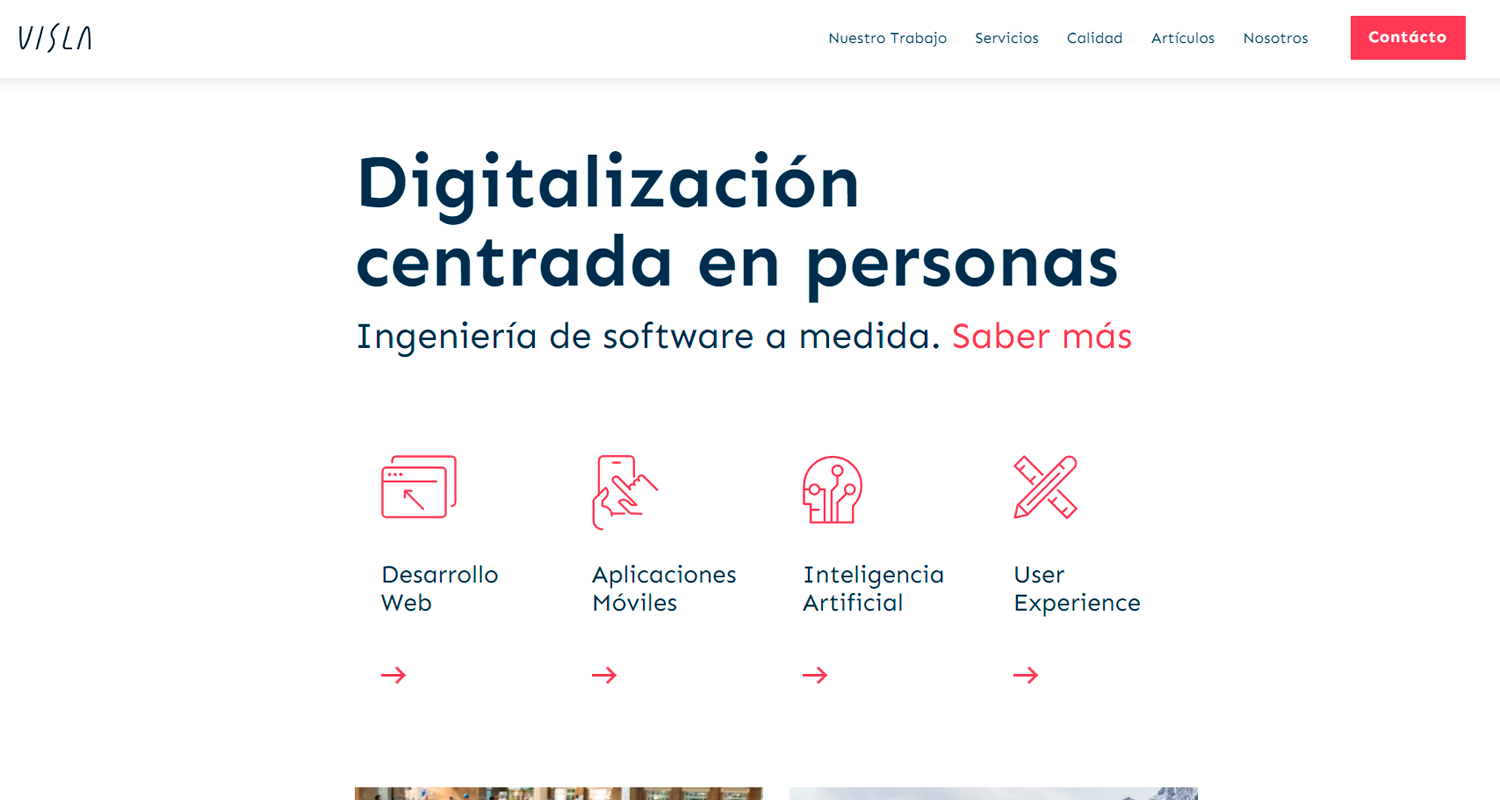 VISLA
Nuestro Trabajo Servicios Calidad Artículos Nosotros Contácto
Digitalización
centrada en personas
Ingeniería de software a medida. Saber más
Desarrollo
Web
Aplicaciones
Móviles
Inteligencia
Artificial
User
Experience